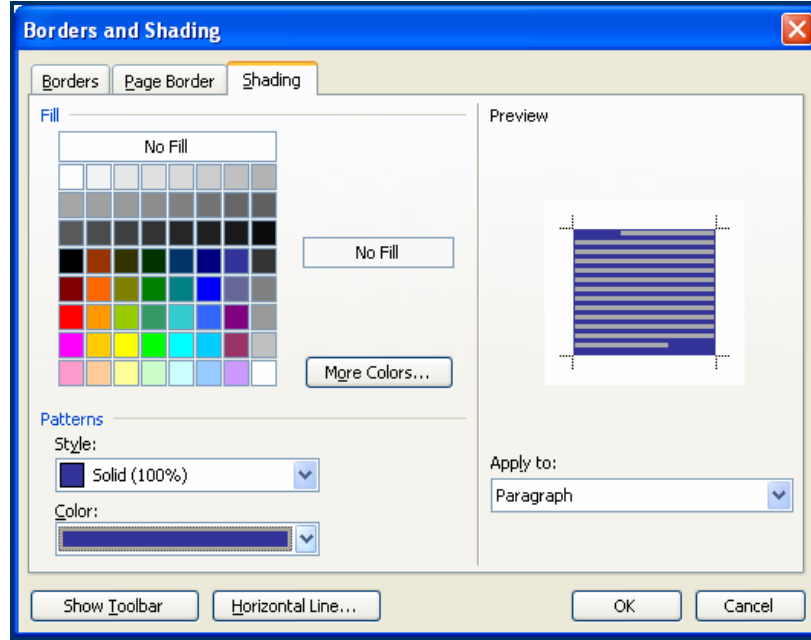 Borders and Shading
Borders Page Border Shading
Fill
Preview
No Fill
No Fill
More Colors...
Patterns
Style:
Solid (100%)
Color:
Apply to:
Paragraph
Show Toolbar Horizontal Line... OK Cancel